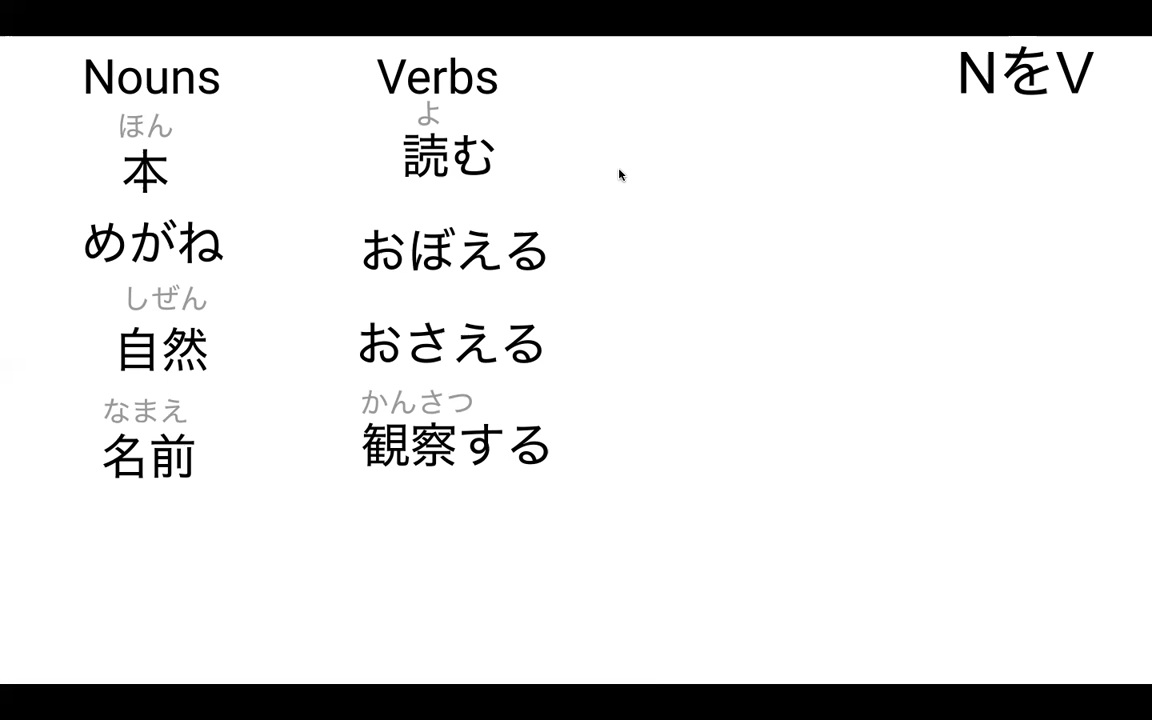 Nouns
ほん
本
めがね
しぜん
自然
なまえ
名前
Verbs
よ
読む
おぼえる
おさえる
かんさつ
観察する
NをV